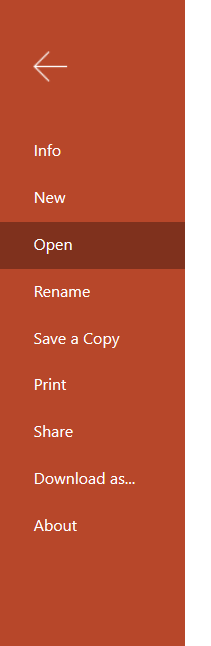 Info
New
Open
Rename
Save a Copy
Print
Share
Download as...
About